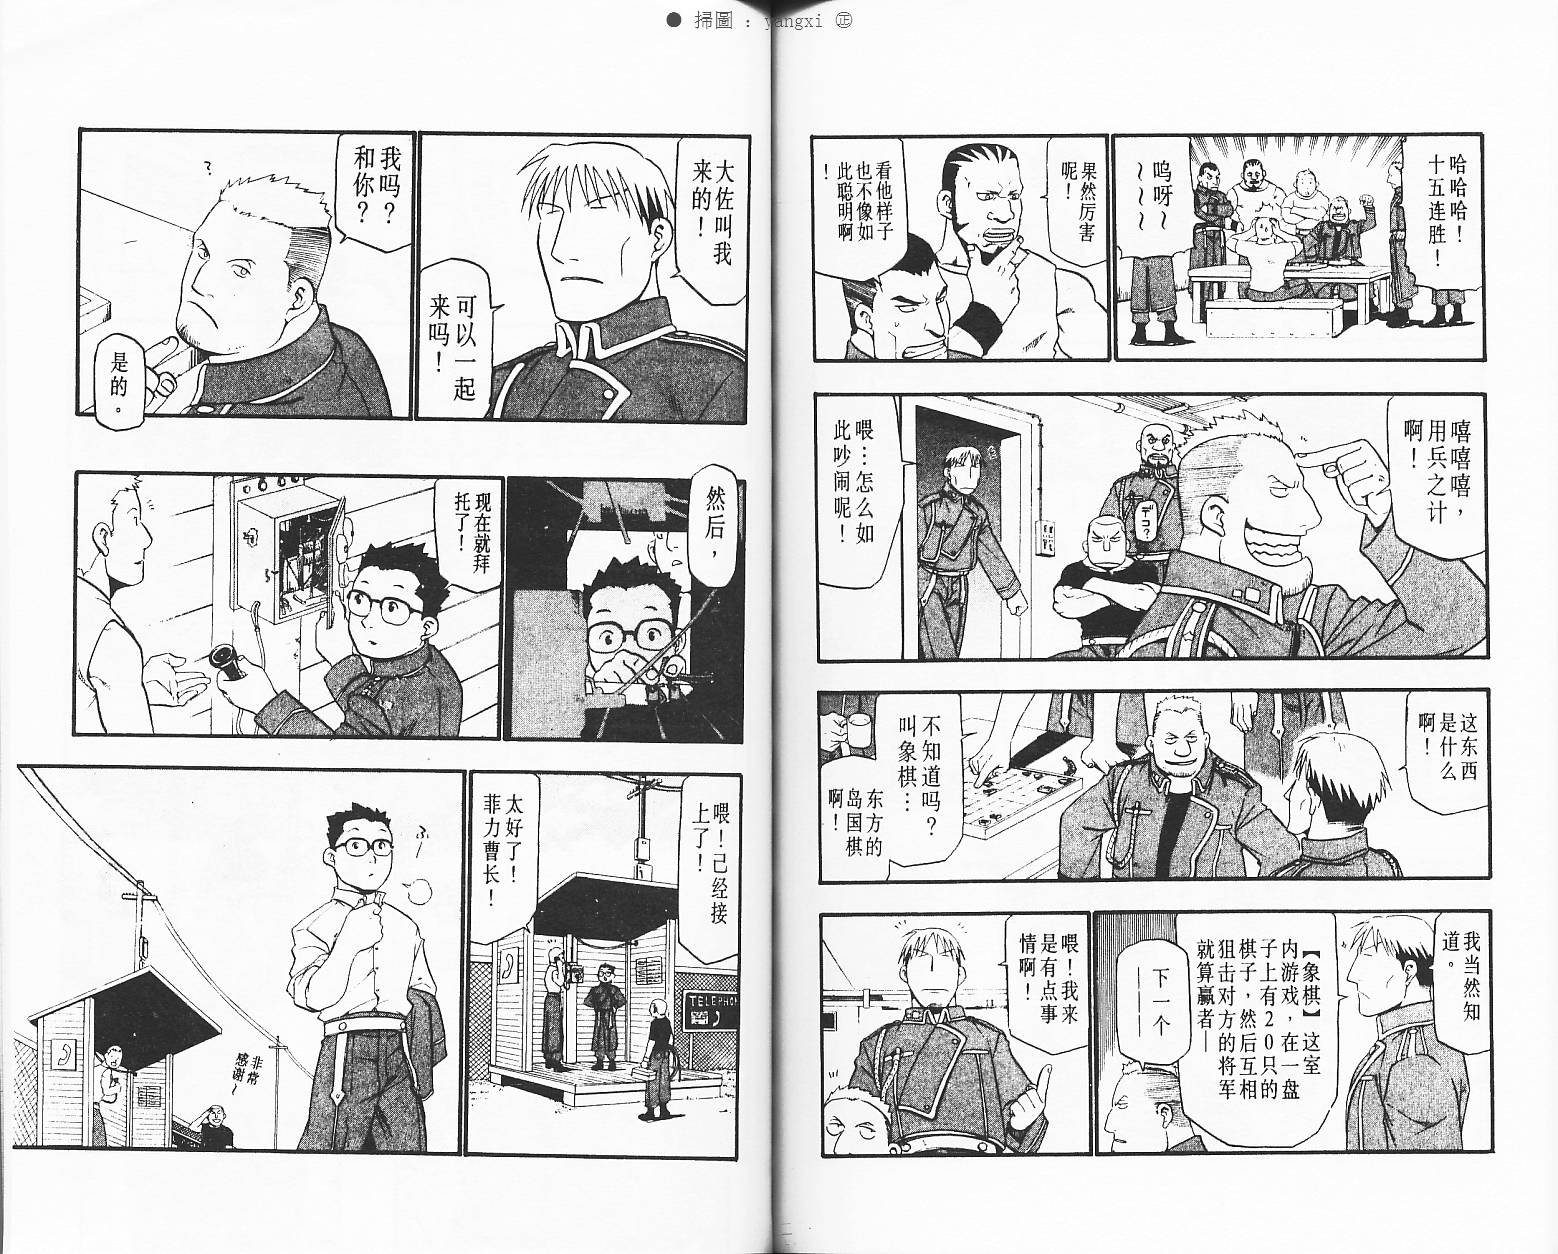 ● 掃圖 : yangxi ㊣
哈哈哈！
十五连胜！
呜呀～
～～～
果然厉害
呢！
看他样子
也不像如
此聪明啊
！
嘻嘻嘻，
用兵之计
啊！
デコ？
喂…怎么如
此吵闹呢！
这东西
是什么
啊！
不知道吗？
叫象棋…
东方的
岛国棋
啊！
我当然知
道。
【象棋】这室
内游戏，在一盘
子上有20只的
棋子，然后互相
狙击对方的将军
就算赢者—
下一个
——
喂！我来
是有点事
情啊！
大佐叫我
来的！
可以一起
来吗！
我吗？
和你？
?
是的。
然后，
现在就拜
托了！
喂！已经接
上了！
太好了！
菲力曹长！
TELEPHON
ふ
非常
感谢～